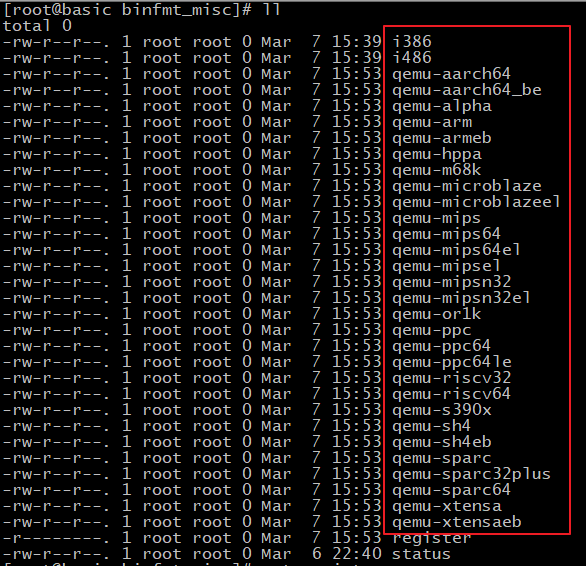 [root@basic binfmt_misc]# ll
total 0
-rw-r--r--. 1 root root 0 Mar  7 15:39 i386
-rw-r--r--. 1 root root 0 Mar  7 15:39 i486
-rw-r--r--. 1 root root 0 Mar  7 15:53 qemu-aarch64
-rw-r--r--. 1 root root 0 Mar  7 15:53 qemu-aarch64_be
-rw-r--r--. 1 root root 0 Mar  7 15:53 qemu-alpha
-rw-r--r--. 1 root root 0 Mar  7 15:53 qemu-arm
-rw-r--r--. 1 root root 0 Mar  7 15:53 qemu-armeb
-rw-r--r--. 1 root root 0 Mar  7 15:53 qemu-hppa
-rw-r--r--. 1 root root 0 Mar  7 15:53 qemu-m68k
-rw-r--r--. 1 root root 0 Mar  7 15:53 qemu-microblaze
-rw-r--r--. 1 root root 0 Mar  7 15:53 qemu-microblazeel
-rw-r--r--. 1 root root 0 Mar  7 15:53 qemu-mips
-rw-r--r--. 1 root root 0 Mar  7 15:53 qemu-mips64
-rw-r--r--. 1 root root 0 Mar  7 15:53 qemu-mips64el
-rw-r--r--. 1 root root 0 Mar  7 15:53 qemu-mipsel
-rw-r--r--. 1 root root 0 Mar  7 15:53 qemu-mipsn32
-rw-r--r--. 1 root root 0 Mar  7 15:53 qemu-mipsn32el
-rw-r--r--. 1 root root 0 Mar  7 15:53 qemu-or1k
-rw-r--r--. 1 root root 0 Mar  7 15:53 qemu-ppc
-rw-r--r--. 1 root root 0 Mar  7 15:53 qemu-ppc64
-rw-r--r--. 1 root root 0 Mar  7 15:53 qemu-ppc64le
-rw-r--r--. 1 root root 0 Mar  7 15:53 qemu-riscv32
-rw-r--r--. 1 root root 0 Mar  7 15:53 qemu-riscv64
-rw-r--r--. 1 root root 0 Mar  7 15:53 qemu-s390x
-rw-r--r--. 1 root root 0 Mar  7 15:53 qemu-sh4
-rw-r--r--. 1 root root 0 Mar  7 15:53 qemu-sh4eb
-rw-r--r--. 1 root root 0 Mar  7 15:53 qemu-sparc
-rw-r--r--. 1 root root 0 Mar  7 15:53 qemu-sparc32plus
-rw-r--r--. 1 root root 0 Mar  7 15:53 qemu-sparc64
-rw-r--r--. 1 root root 0 Mar  7 15:53 qemu-xtensa
-rw-r--r--. 1 root root 0 Mar  7 15:53 qemu-xtensaeb
--w-------. 1 root root 0 Mar  7 15:53 register
-rw-r--r--. 1 root root 0 Mar  6 22:40 status